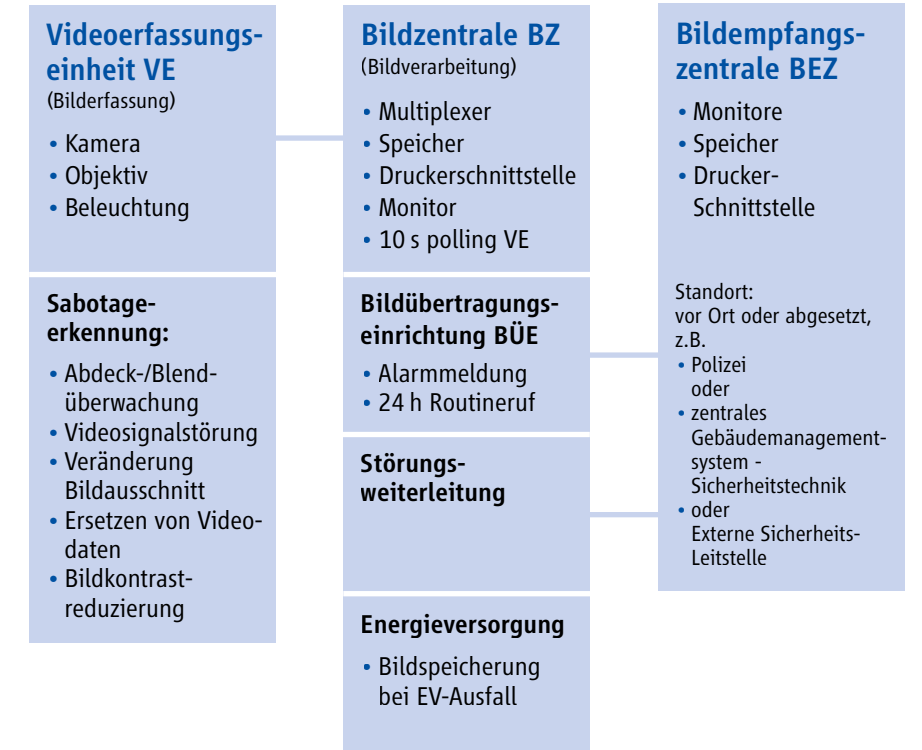 Videoerfassungs-
einheit VE
(Bilderfassung)
• Kamera
• Objektiv
• Beleuchtung
Sabotage-
erkennung:
• Abdeck-/Blend-
überwachung
• Videosignalstörung
• Veränderung
Bildausschnitt
• Ersetzen von Video-
daten
• Bildkontrast-
reduzierung
Bildzentrale BZ
(Bildverarbeitung)
• Multiplexer
• Speicher
• Druckerschnittstelle
• Monitor
• 10 s polling VE
Bildübertragungs-
einrichtung BÜE
• Alarmmeldung
• 24 h Routineruf
Störungs-
weiterleitung
Energieversorgung
• Bildspeicherung
bei EV-Ausfall
Bildempfangs-
zentrale BEZ
• Monitore
• Speicher
• Drucker-
Schnittstelle
Standort:
vor Ort oder abgesetzt,
z.B.
• Polizei
oder
• zentrales
Gebäudemanagement-
system -
Sicherheitstechnik
• oder
Externe Sicherheits-
Leitstelle